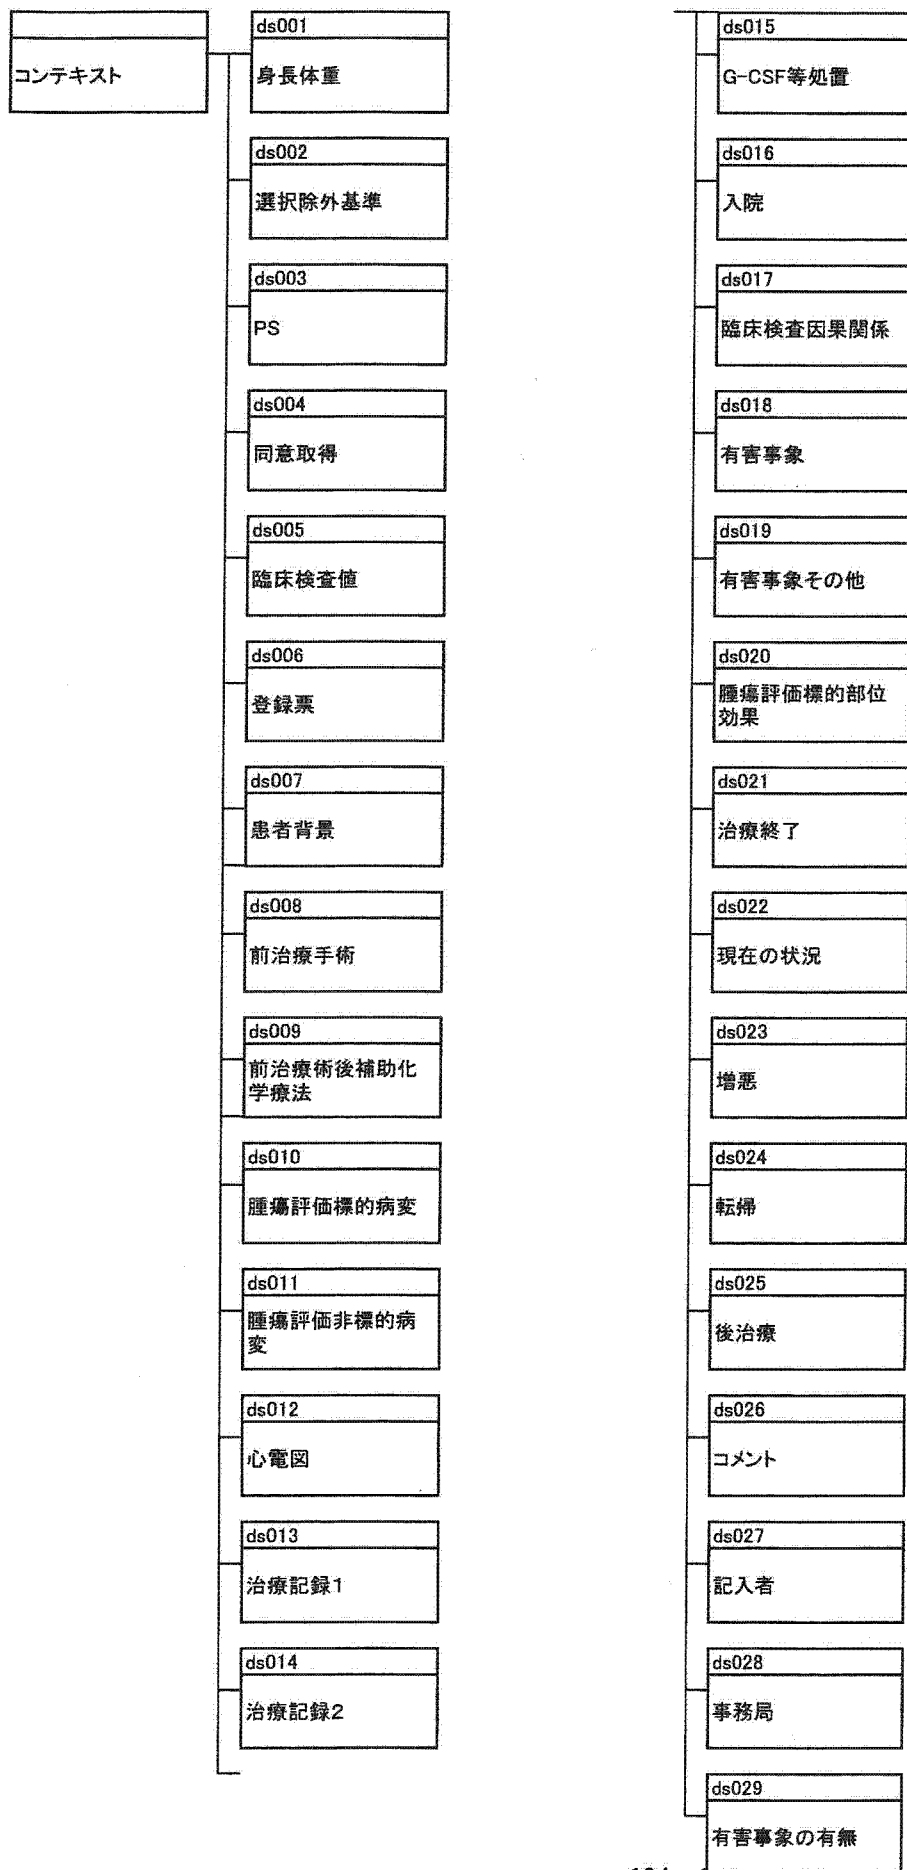 コンテキスト
ds001
身長体重
ds002
選択除外基準
ds003
PS
ds004
同意取得
ds005
臨床検査値
ds006
登録票
ds007
患者背景
ds008
前治療手術
ds009
前治療術後補助化
学療法
ds010
腫瘍評価標的病変
ds011
腫瘍評価非標的病
変
ds012
心電図
ds013
治療記録1
ds014
治療記録2
ds015
G-CSF等処置
ds016
入院
ds017
臨床検査因果関係
ds018
有害事象
ds019
有害事象その他
ds020
腫瘍評価標的部位
効果
ds021
治療終了
ds022
現在の状況
ds023
増悪
ds024
転帰
ds025
後治療
ds026
コメント
ds027
記入者
ds028
事務局
ds029
有害事象の有無